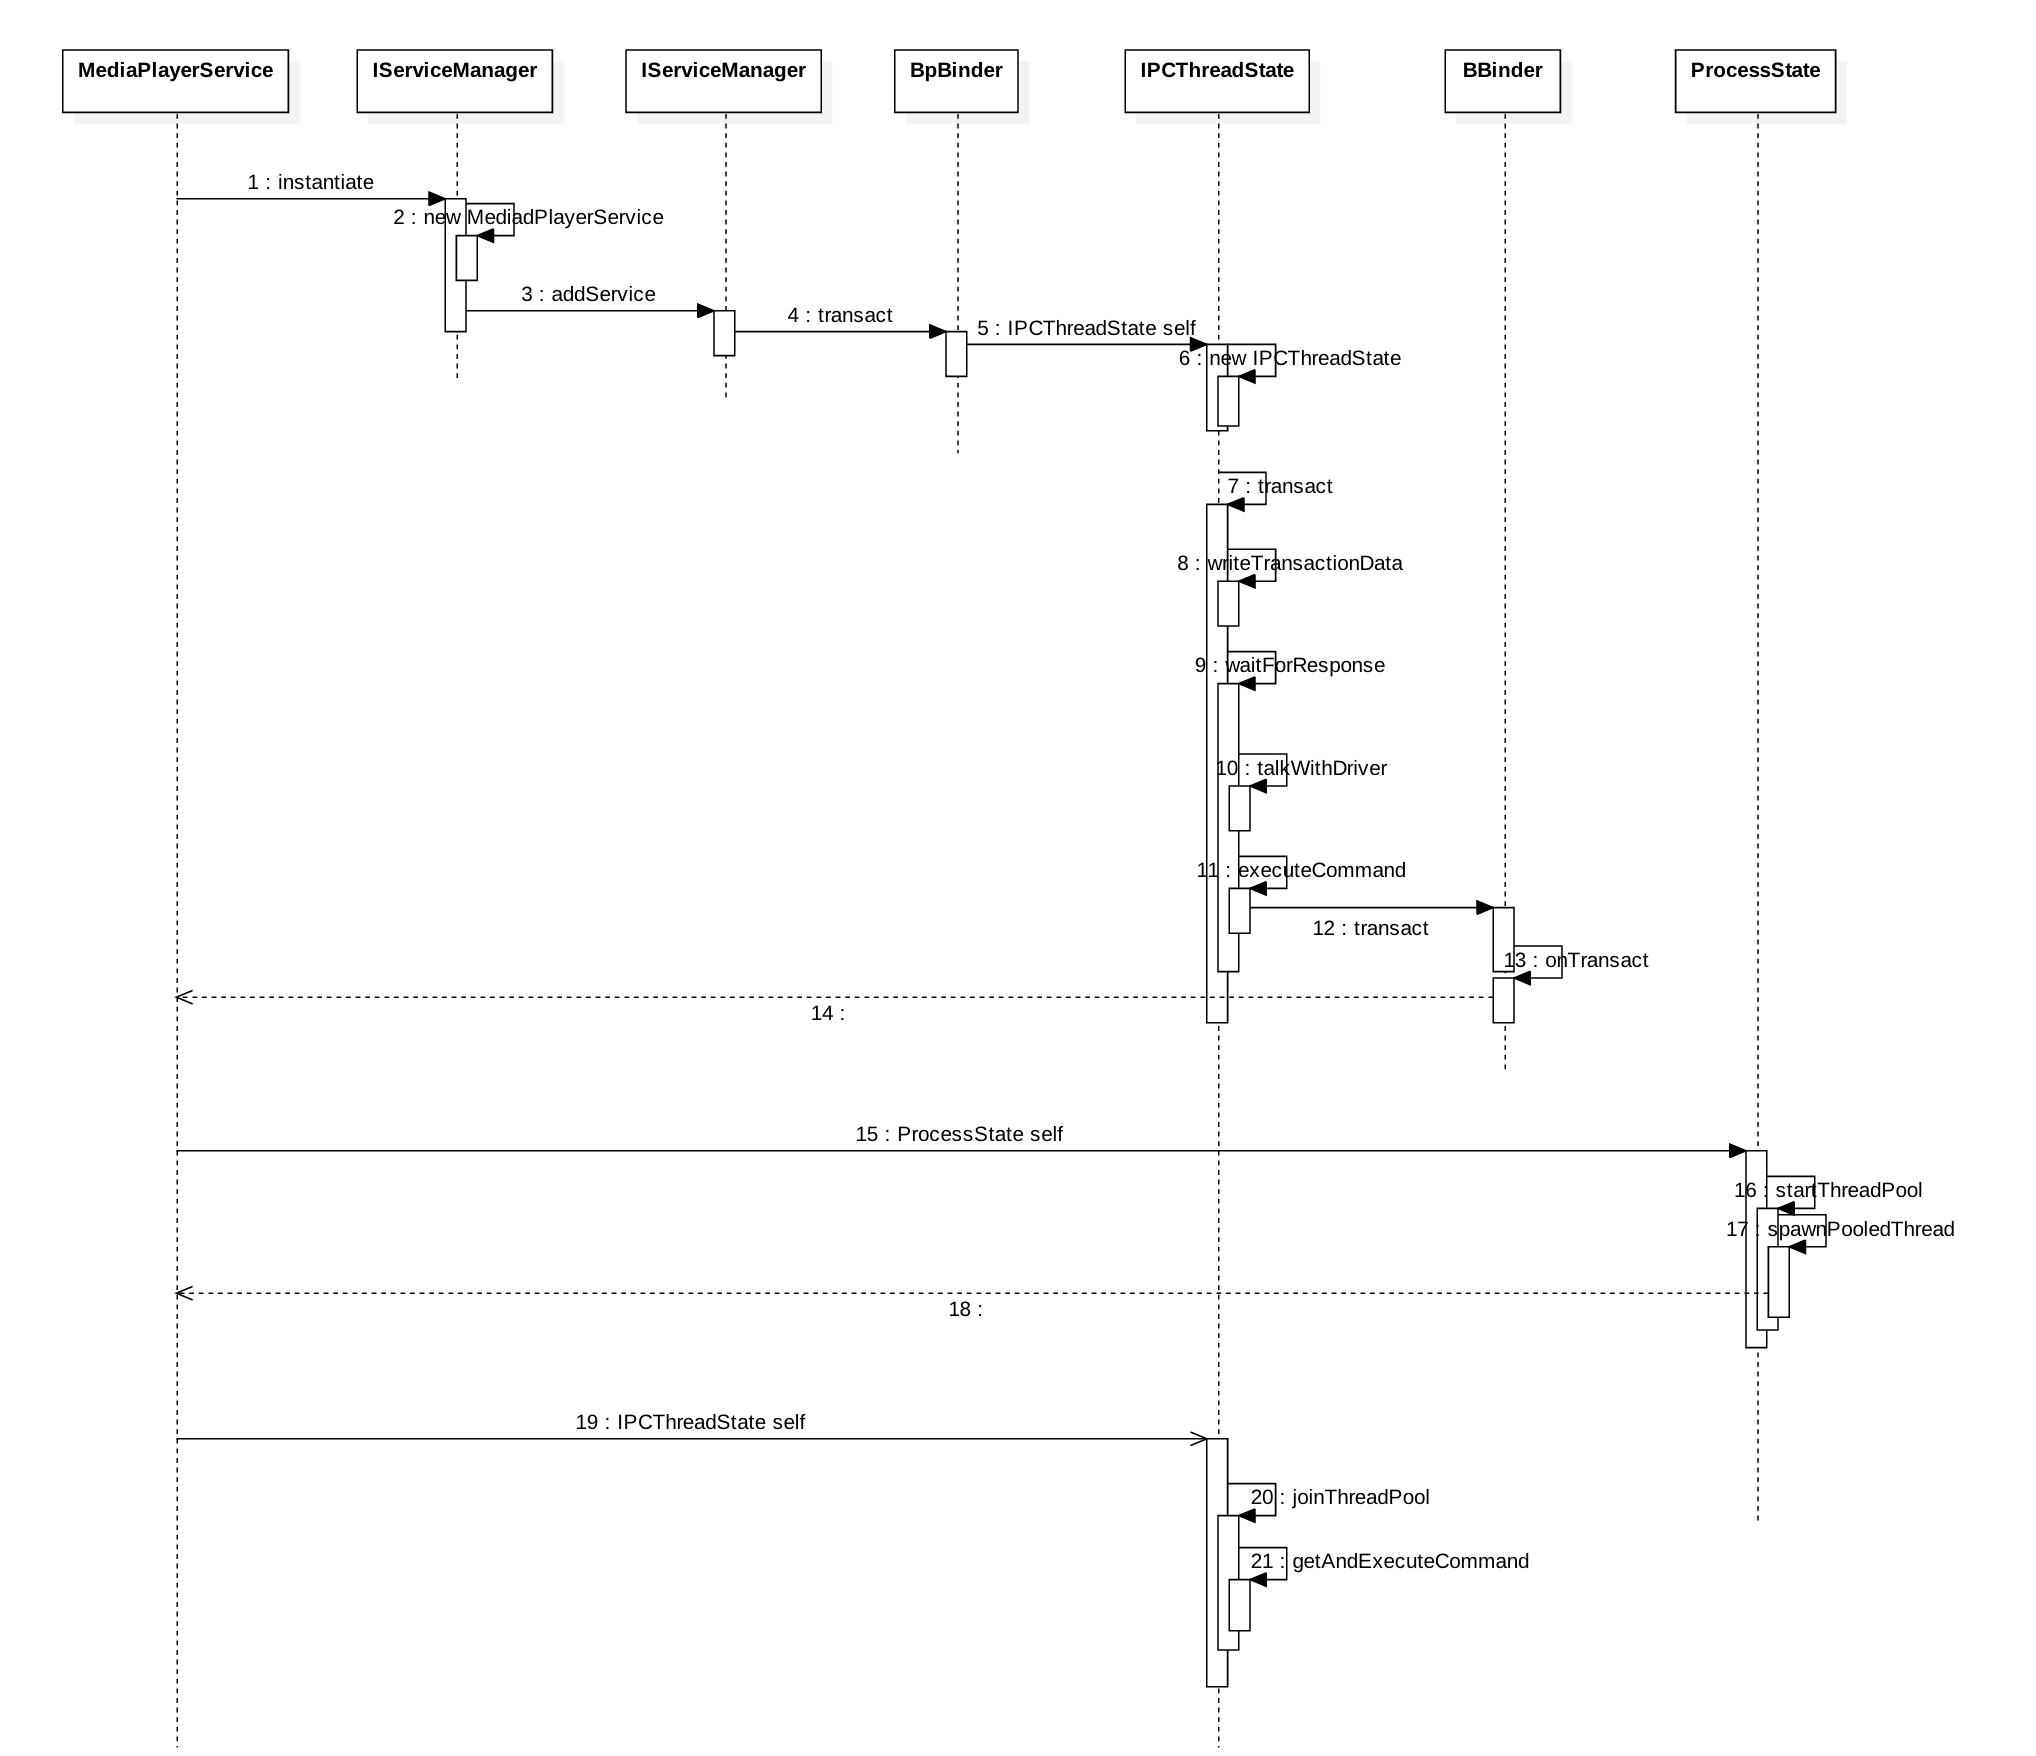 MediaPlayerService
IServiceManager
IServiceManager
BpBinder
IPCThreadState
BBinder
ProcessState
1 : instantiate
2 : new MediadPlayerService
3 : addService
4 : transact
5 : IPCThreadState self
6 : new IPCThreadState
7 : transact
8 : writeTransactionData
9 : waitForResponse
10 : talkWithDriver
11 : executeCommand
12 : transact
13 : onTransact
14 :
15 : ProcessState self
16 : startThreadPool
17 : spawnPooledThread
18 :
19 : IPCThreadState self
20 : joinThreadPool
21 : getAndExecuteCommand